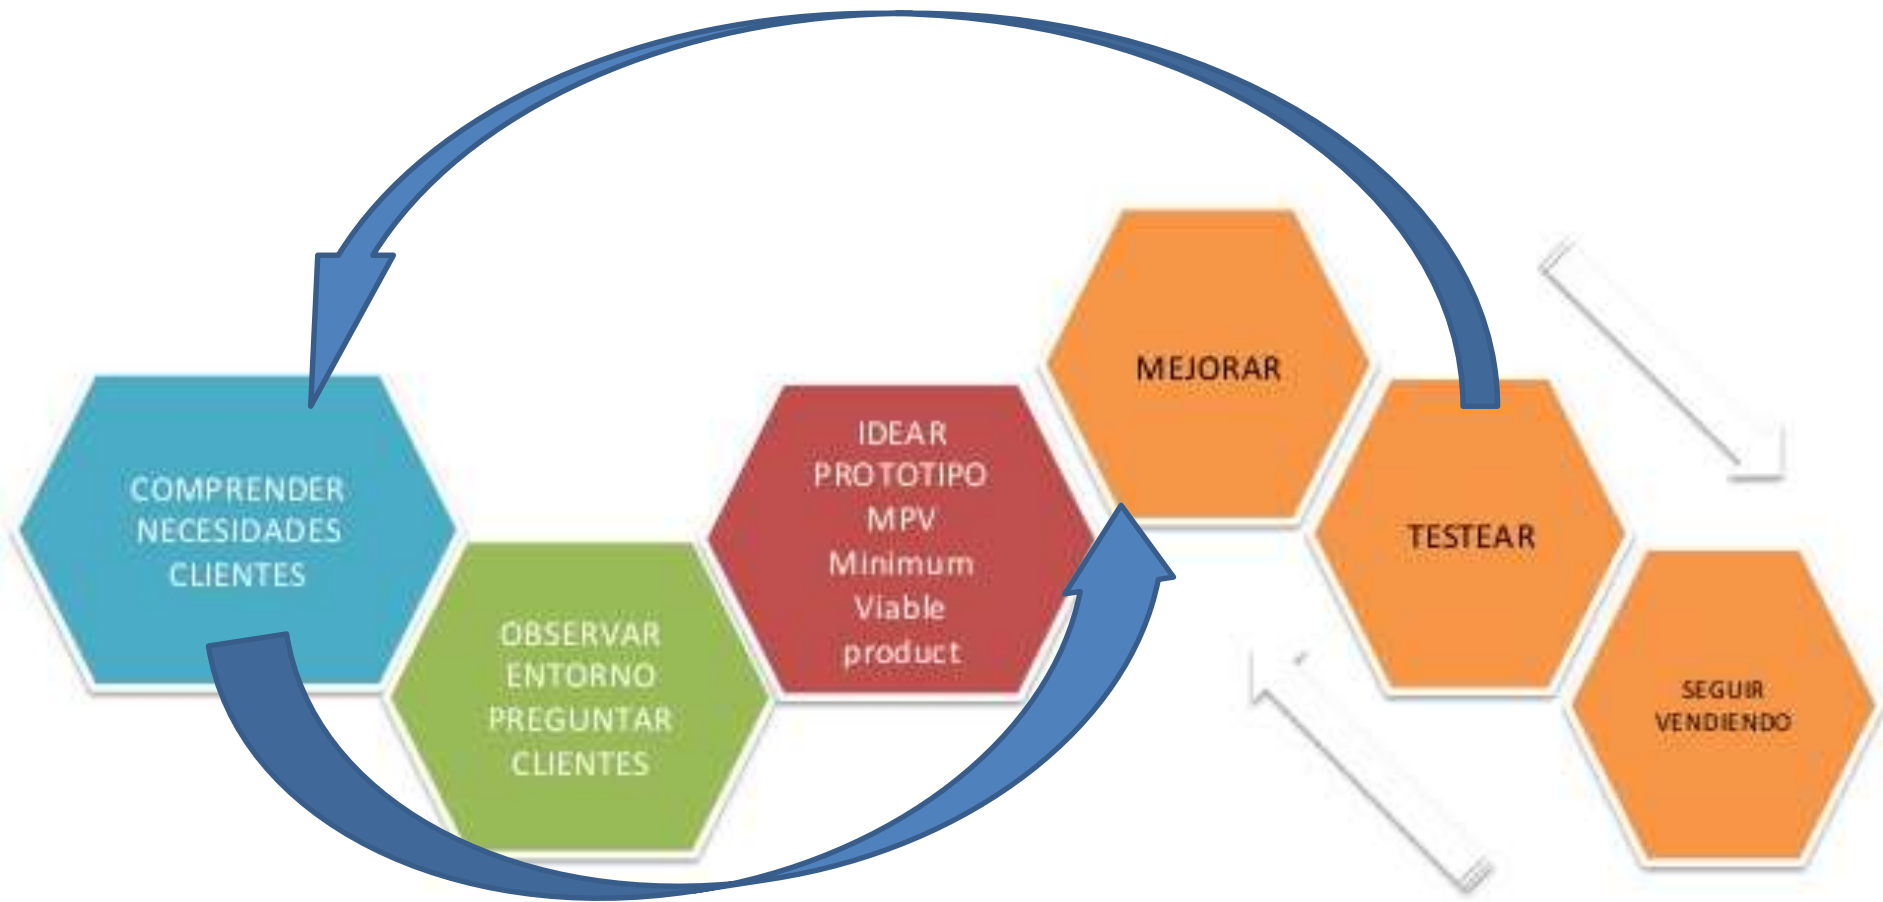 COMPRENDER
NECESIDADES
CLIENTES
OBSERVAR
ENTORNO
PREGUNTAR
CLIENTES
IDEAR
PROTOTIPO
MPV
Minimum
Viable
product
MEJORAR
TESTEAR
SEGUIR
VENDIENDO